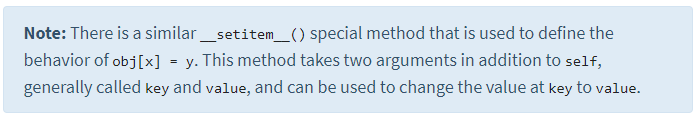 Note: There is a similar __setitem__() special method that is used to define the
behavior of obj[x] = y. This method takes two arguments in addition to self,
generally called key and value, and can be used to change the value at key to value.